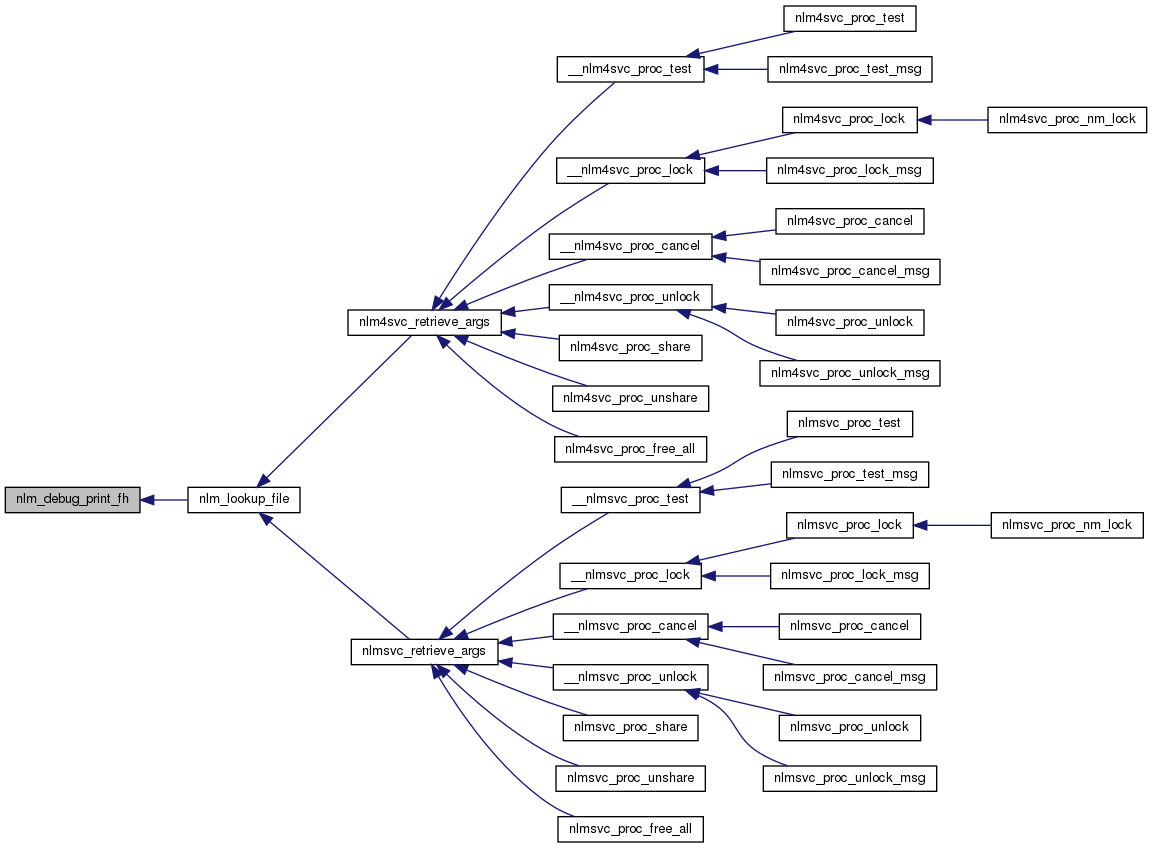 nlm4svc_proc_test
__nlm4svc_proc_test
nlm4svc_proc_test_msg
nlm4svc_proc_lock
nlm4svc_proc_nm_lock
__nlm4svc_proc_lock
nlm4svc_proc_lock_msg
nlm4svc_proc_cancel
__nlm4svc_proc_cancel
nlm4svc_proc_cancel_msg
__nlm4svc_proc_unlock
nlm4svc_retrieve_args
nlm4svc_proc_unlock
nlm4svc_proc_share
nlm4svc_proc_unlock_msg
nlm4svc_proc_unshare
nlmsvc_proc_test
nlm4svc_proc_free_all
nlmsvc_proc_test_msg
nlm_debug_print_fh
nlm_lookup_file
__nlmsvc_proc_test
nlmsvc_proc_lock
nlmsvc_proc_nm_lock
__nlmsvc_proc_lock
nlmsvc_proc_lock_msg
__nlmsvc_proc_cancel
nlmsvc_proc_cancel
nlmsvc_retrieve_args
__nlmsvc_proc_unlock
nlmsvc_proc_cancel_msg
nlmsvc_proc_share
nlmsvc_proc_unlock
nlmsvc_proc_unshare
nlmsvc_proc_unlock_msg
nlmsvc_proc_free_all